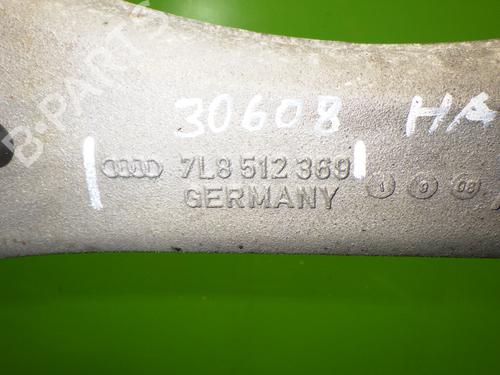 30608 HA
7L8 512 369
GERMANY
1 9 08
B-PARTS